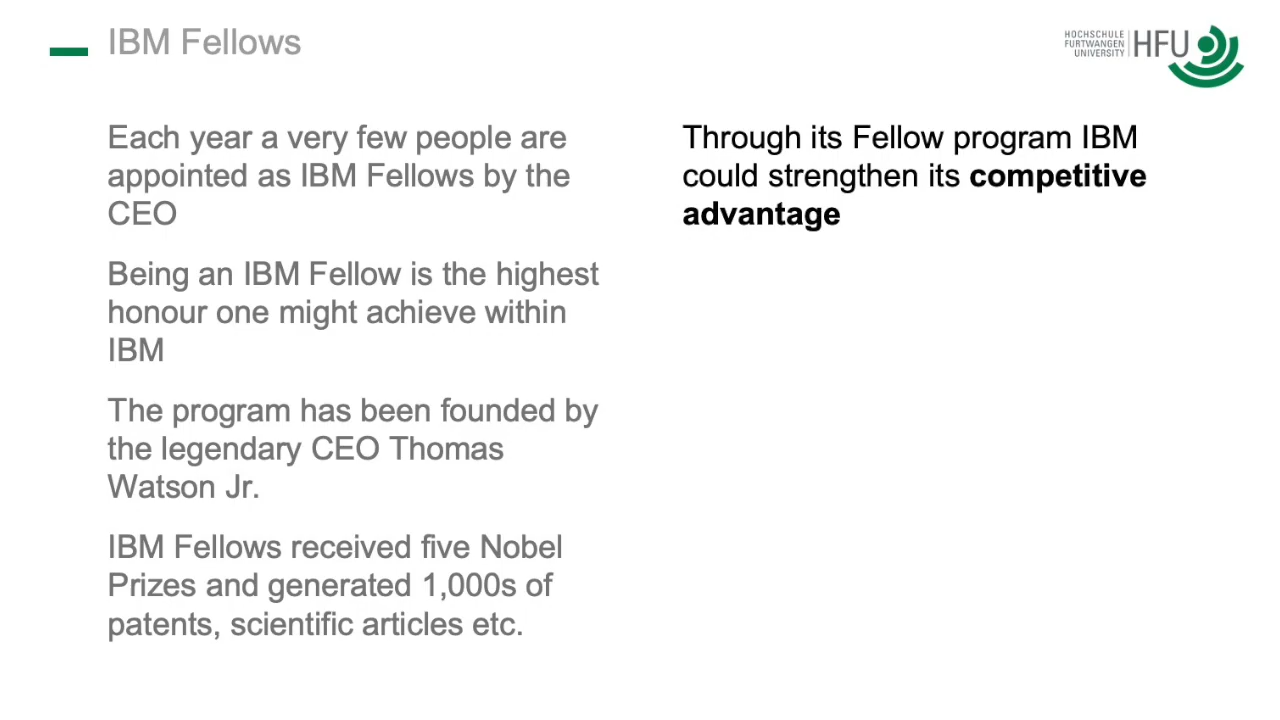 IBM Fellows
HOCHSCHULE
FURTWANGEN
UNIVERSITY
HFU
Each year a very few people are
appointed as IBM Fellows by the
CEO
Being an IBM Fellow is the highest
honour one might achieve within
IBM
The program has been founded by
the legendary CEO Thomas
Watson Jr.
IBM Fellows received five Nobel
Prizes and generated 1,000s of
patents, scientific articles etc.
Through its Fellow program IBM
could strengthen its competitive
advantage